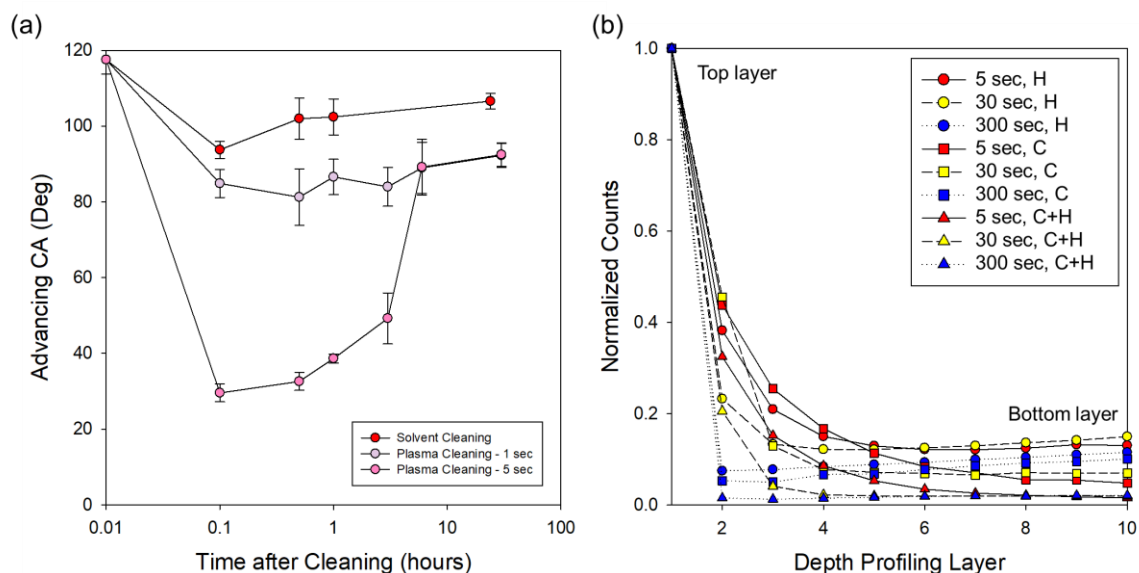 (a)
120
100
80
60
40
20
0
Advancing CA (Deg)
Solvent Cleaning
Plasma Cleaning - 1 sec
Plasma Cleaning - 5 sec
0.01
0.1
1
10
100
Time after Cleaning (hours)
(b)
1.0
0.8
0.6
0.4
0.2
0.0
Normalized Counts
Top layer
5 sec, H
30 sec, H
300 sec, H
5 sec, C
30 sec, C
300 sec, C
5 sec, C+H
30 sec, C+H
300 sec, C+H
Bottom layer
2
4
6
8
10
Depth Profiling Layer